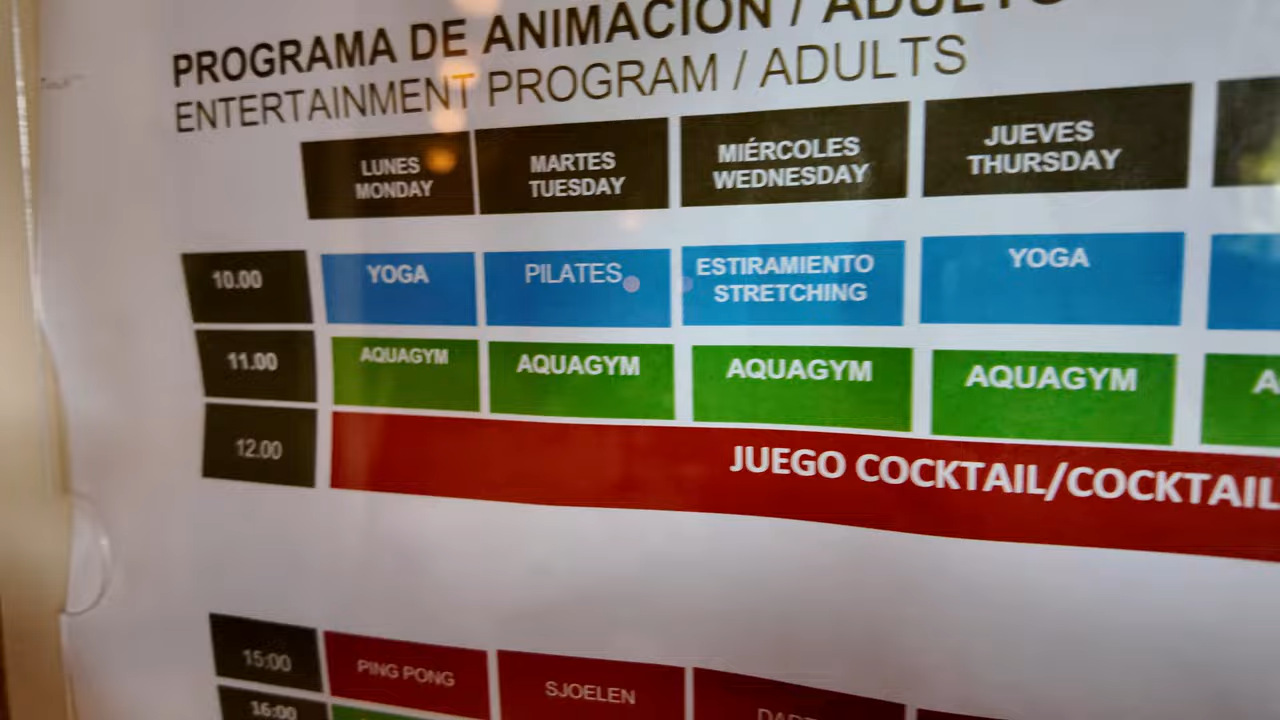 PROGRAMA DE ANIMACIÓN / ADULTO
ENTERTAINMENT PROGRAM / ADULTS
LUNES
MONDAY
MARTES
TUESDAY
MIÉRCOLES
WEDNESDAY
JUEVES
THURSDAY
10.00
YOGA
PILATES
ESTIRAMIENTO
STRETCHING
YOGA
11.00
AQUAGYM
AQUAGYM
AQUAGYM
AQUAGYM
12.00
JUEGO COCKTAIL/COCKTAIL
15:00
PING PONG
SJOELEN
16:00